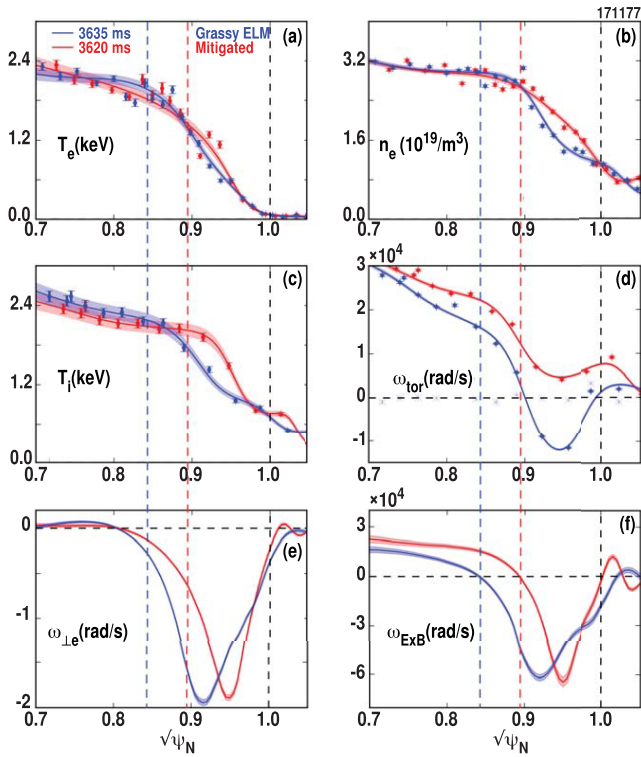 171177
3635 ms Grassy ELM (a)
3620 ms Mitigated
2.4
1.2
0.0
T_e(keV)
0.7 0.8 0.9 1.0
(b)
3.2
1.6
0.0
n_e (10^19/m^3)
0.7 0.8 0.9 1.0
(c)
2.4
1.2
0.0
T_i(keV)
0.7 0.8 0.9 1.0
×10^4
(d)
3
2
1
0
-1
ω_tor(rad/s)
0.7 0.8 0.9 1.0
0
-1
-2
(e)
ω_⊥e(rad/s)
0.7 0.8 0.9 1.0
√ψ_N
×10^4
(f)
3
0
-3
-6
ω_ExB(rad/s)
0.7 0.8 0.9 1.0
√ψ_N